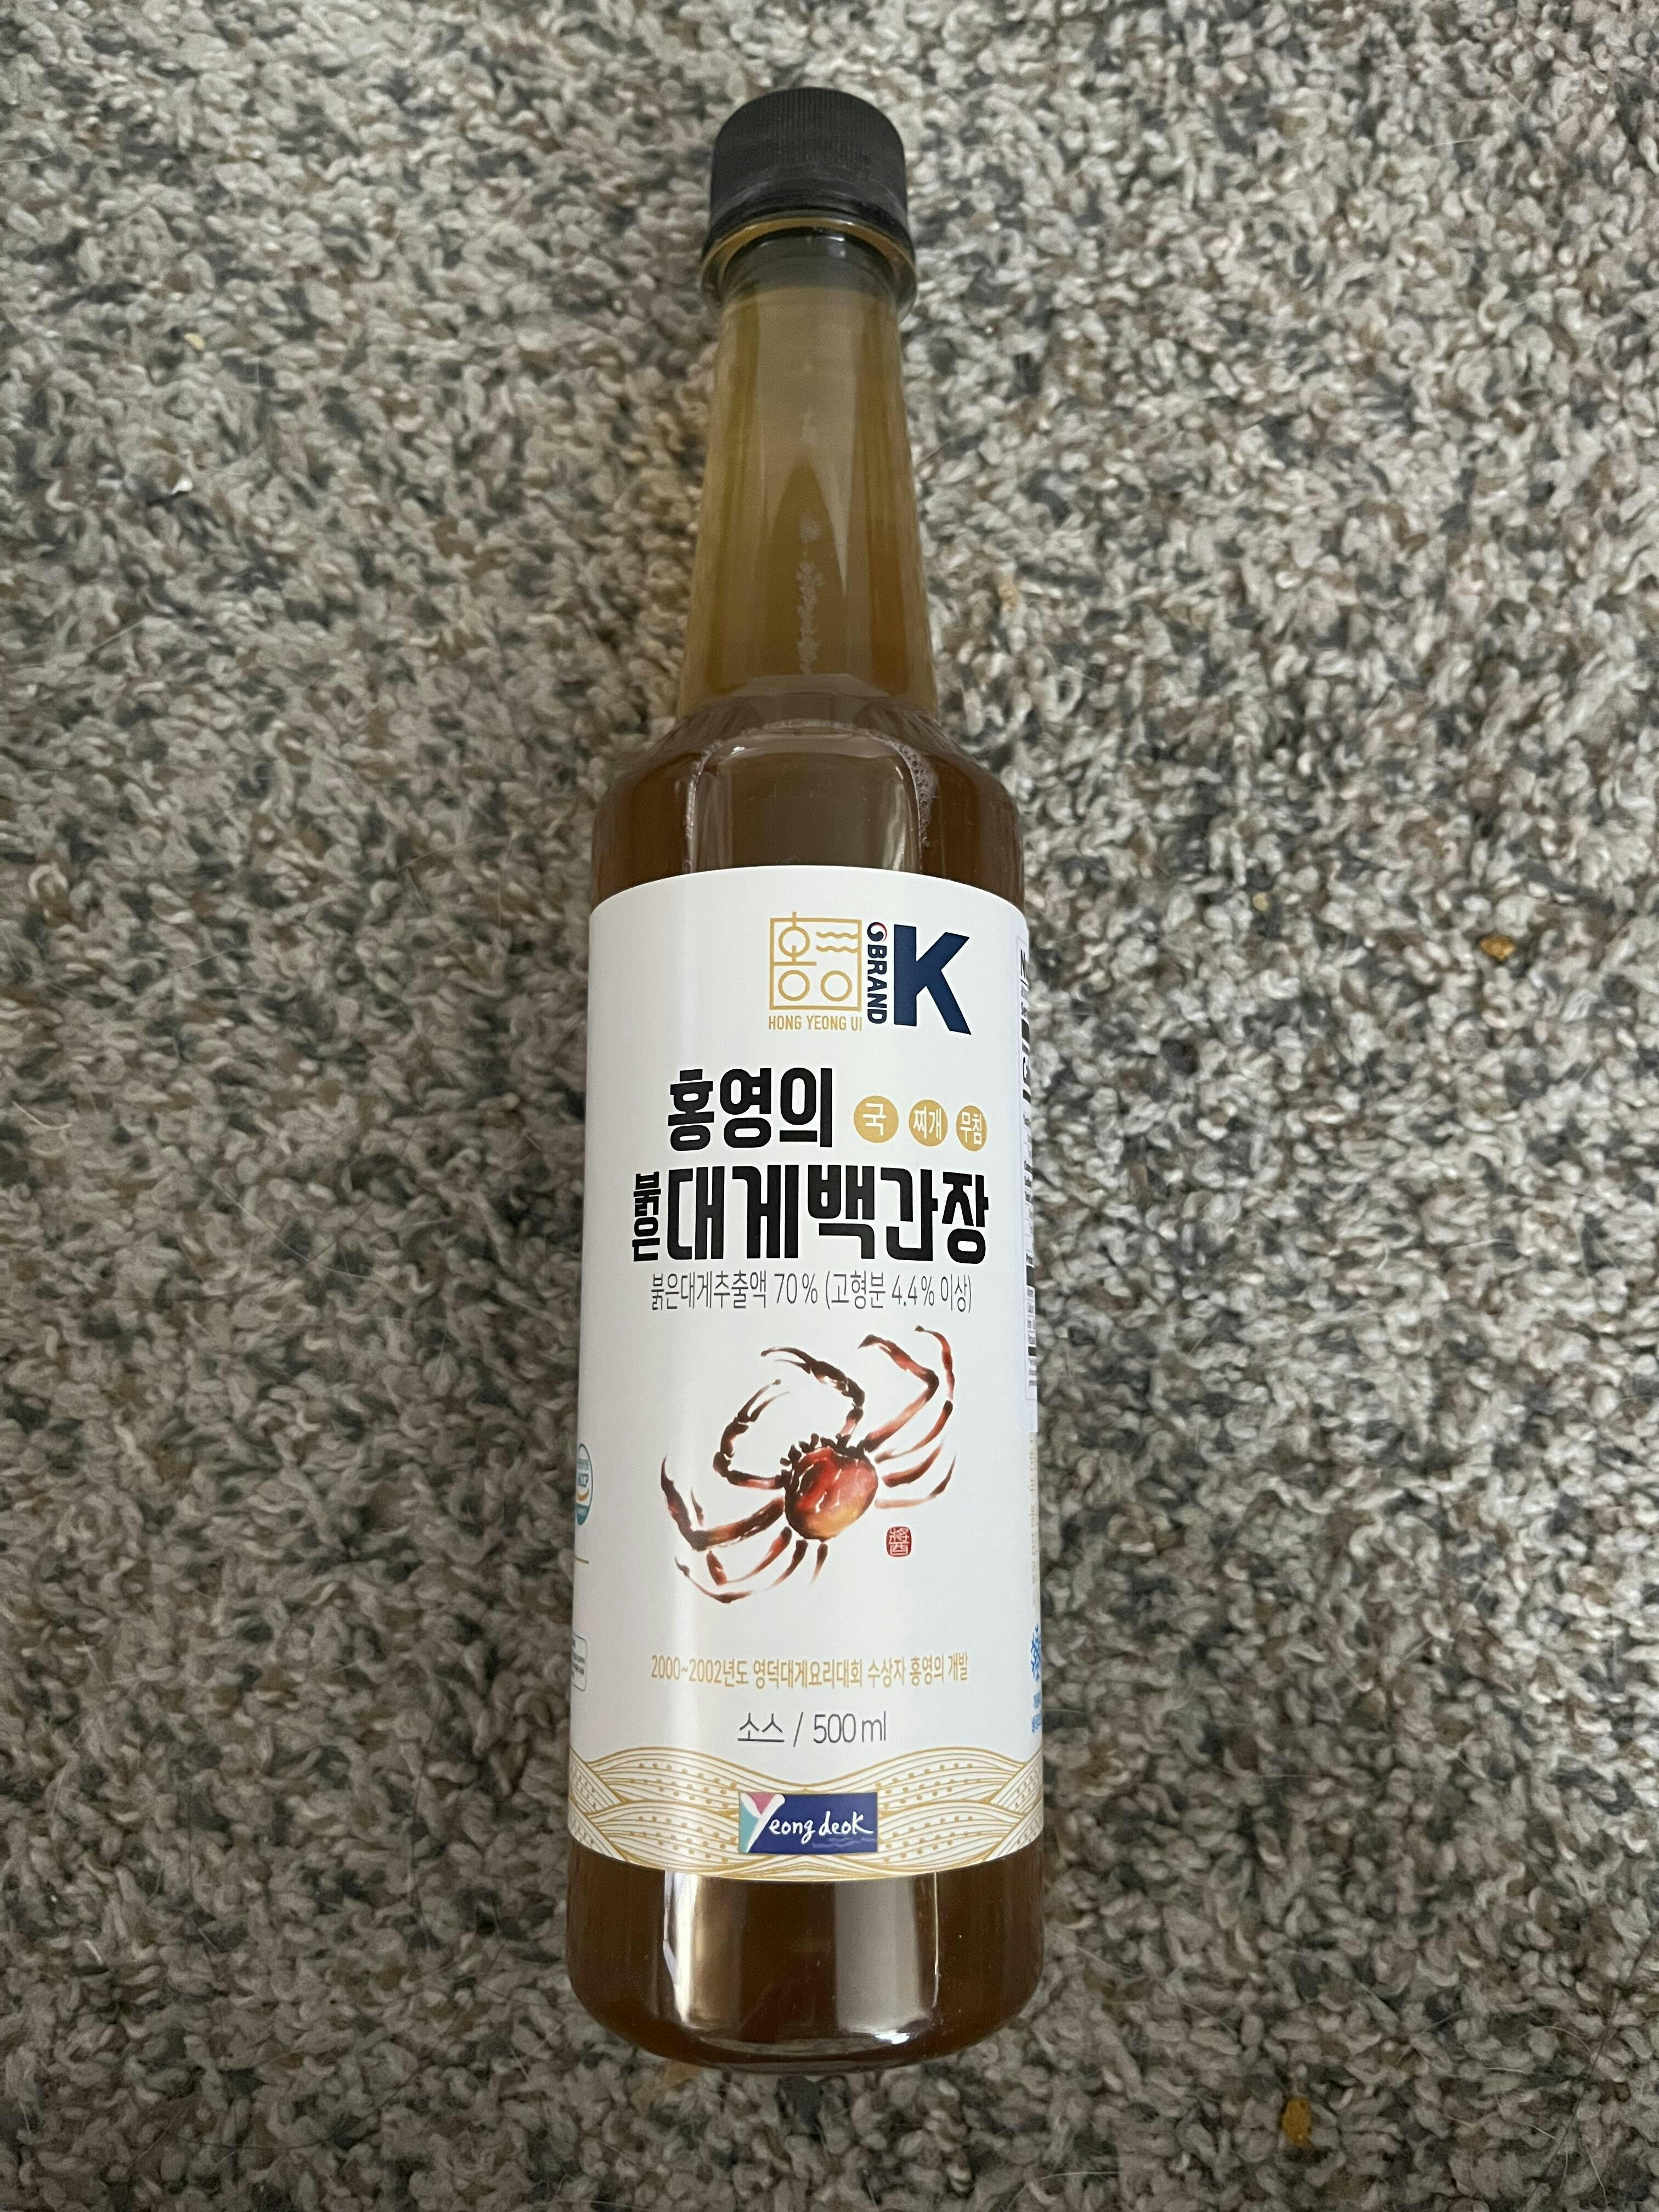 BRAND K
HONG YEONG UI
홍영의 국 찌개 무침
붉은 대게백간장
붉은대게추출액 70% (고형분 4.4% 이상)
醬
2000~2002년도 영덕대게요리대회 수상자 홍영의 개발
소스 / 500ml
Yeong deok